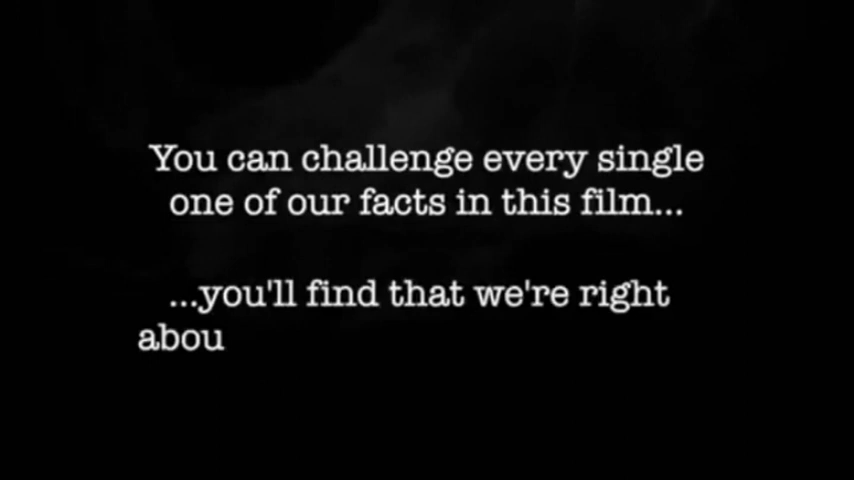 You can challenge every single
one of our facts in this film...
...you'll find that we're right
abou